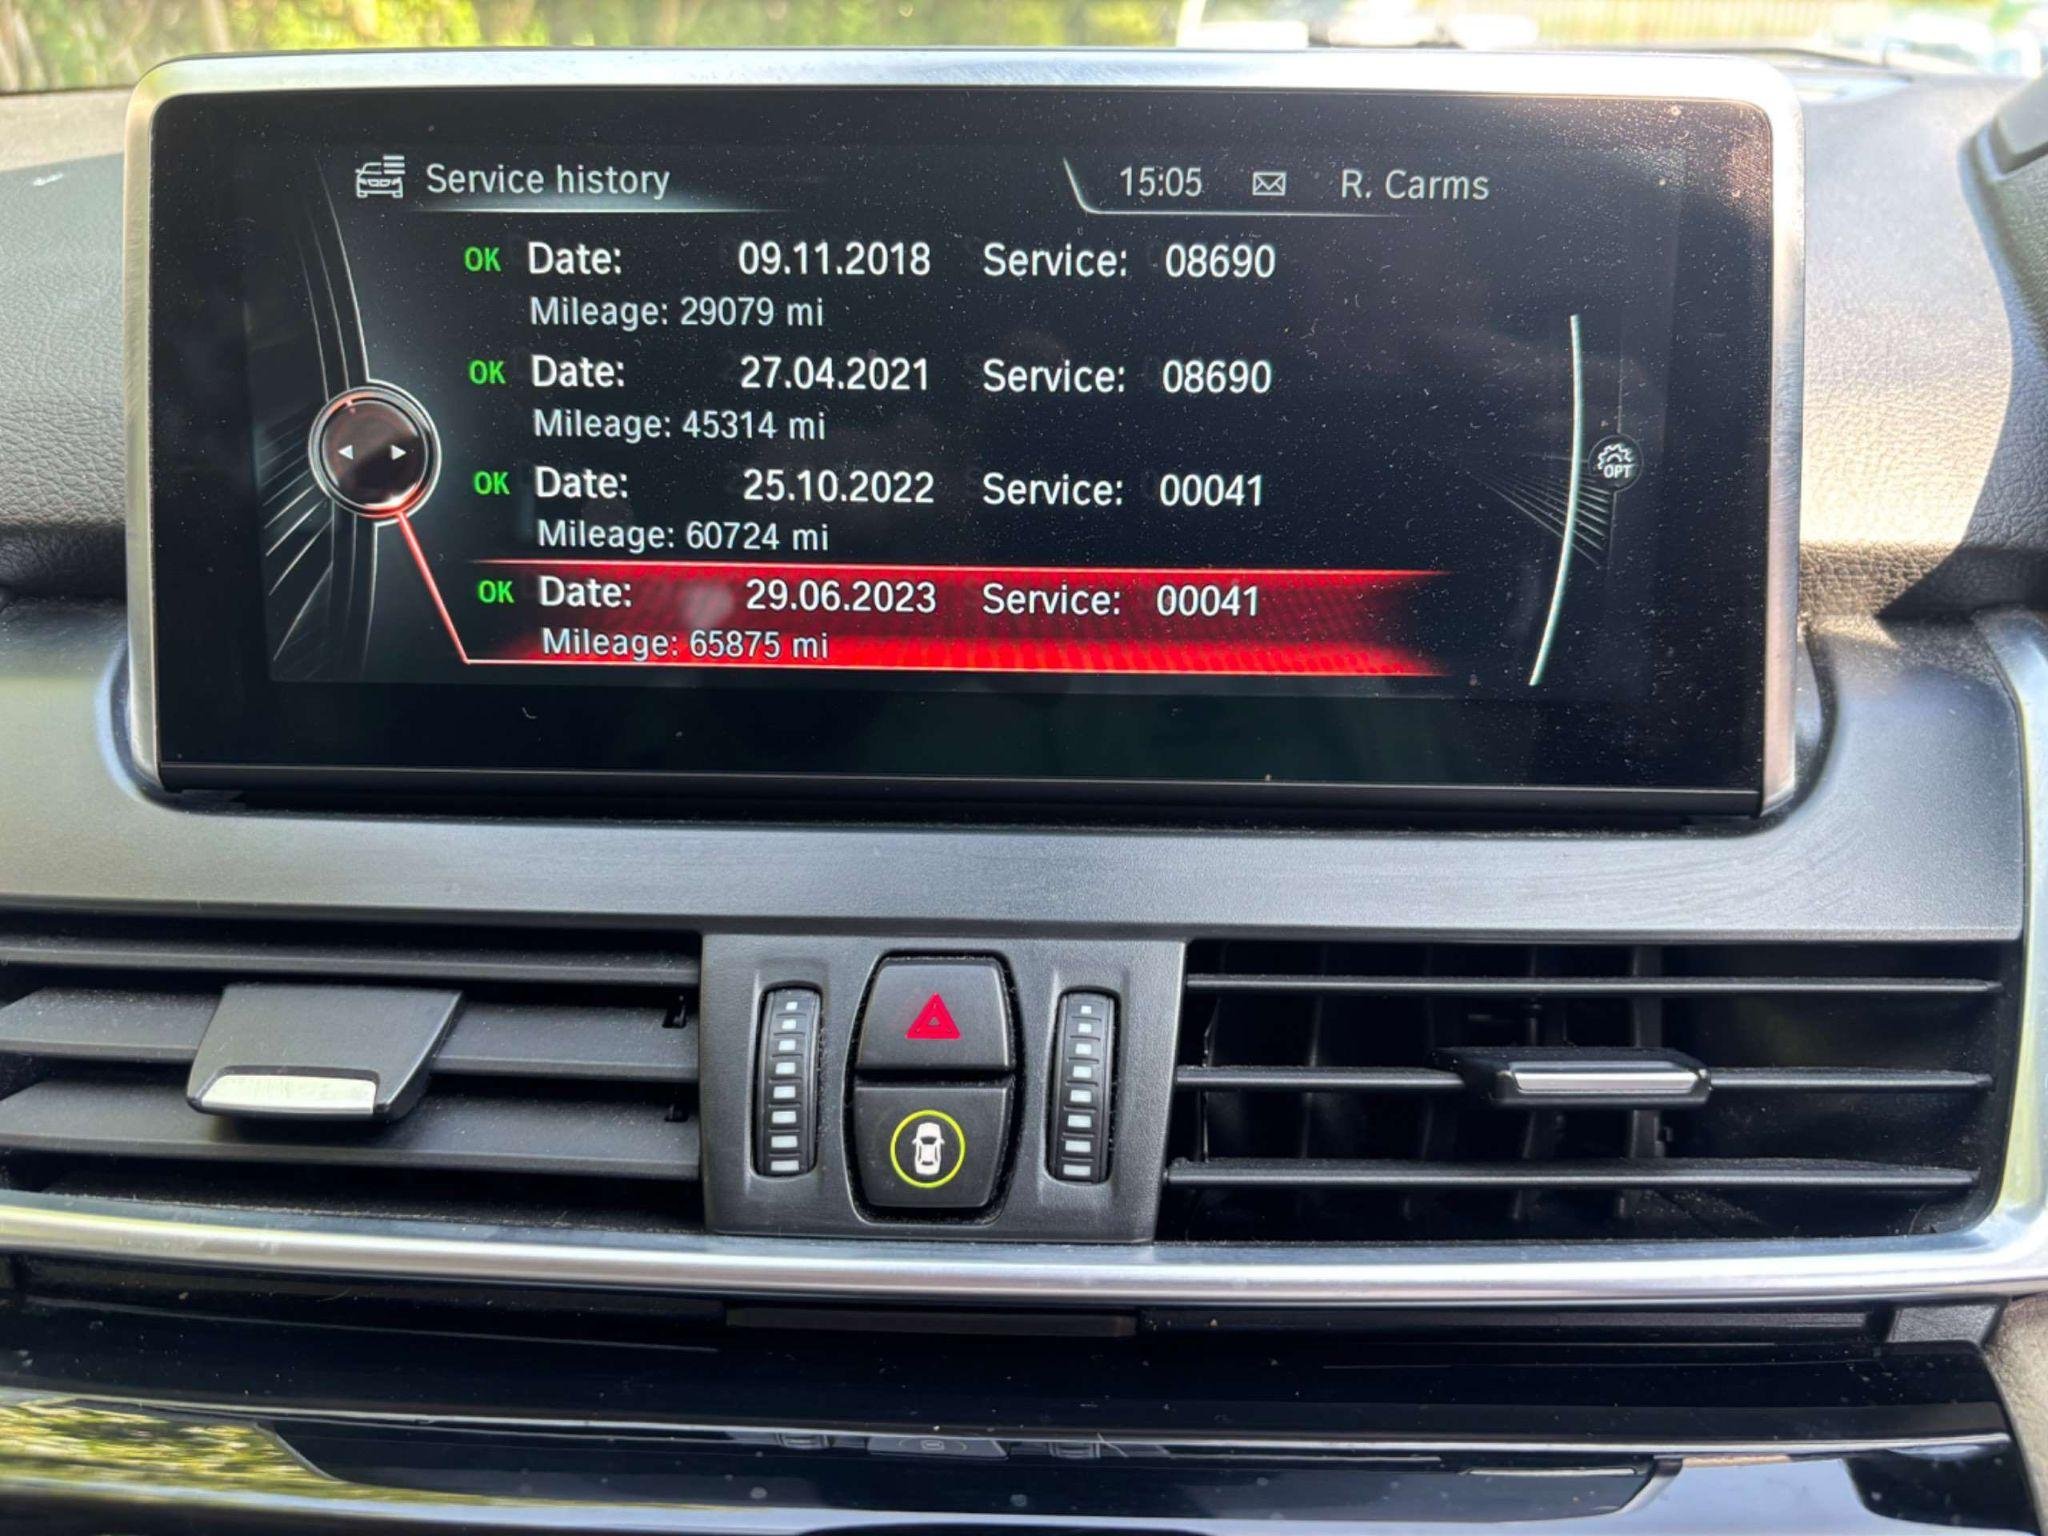 Service history 15:05 R. Carms
OK Date: 09.11.2018 Service: 08690
Mileage: 29079 mi
OK Date: 27.04.2021 Service: 08690
Mileage: 45314 mi
OK Date: 25.10.2022 Service: 00041
Mileage: 60724 mi
OK Date: 29.06.2023 Service: 00041
Mileage: 65875 mi
OPT